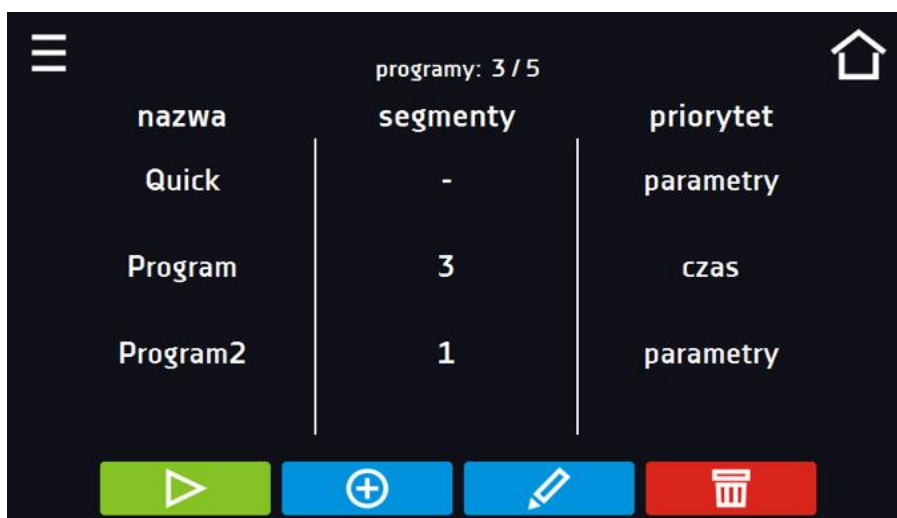 programy: 3 / 5
nazwa segmenty priorytet
Quick - parametry
Program 3 czas
Program2 1 parametry